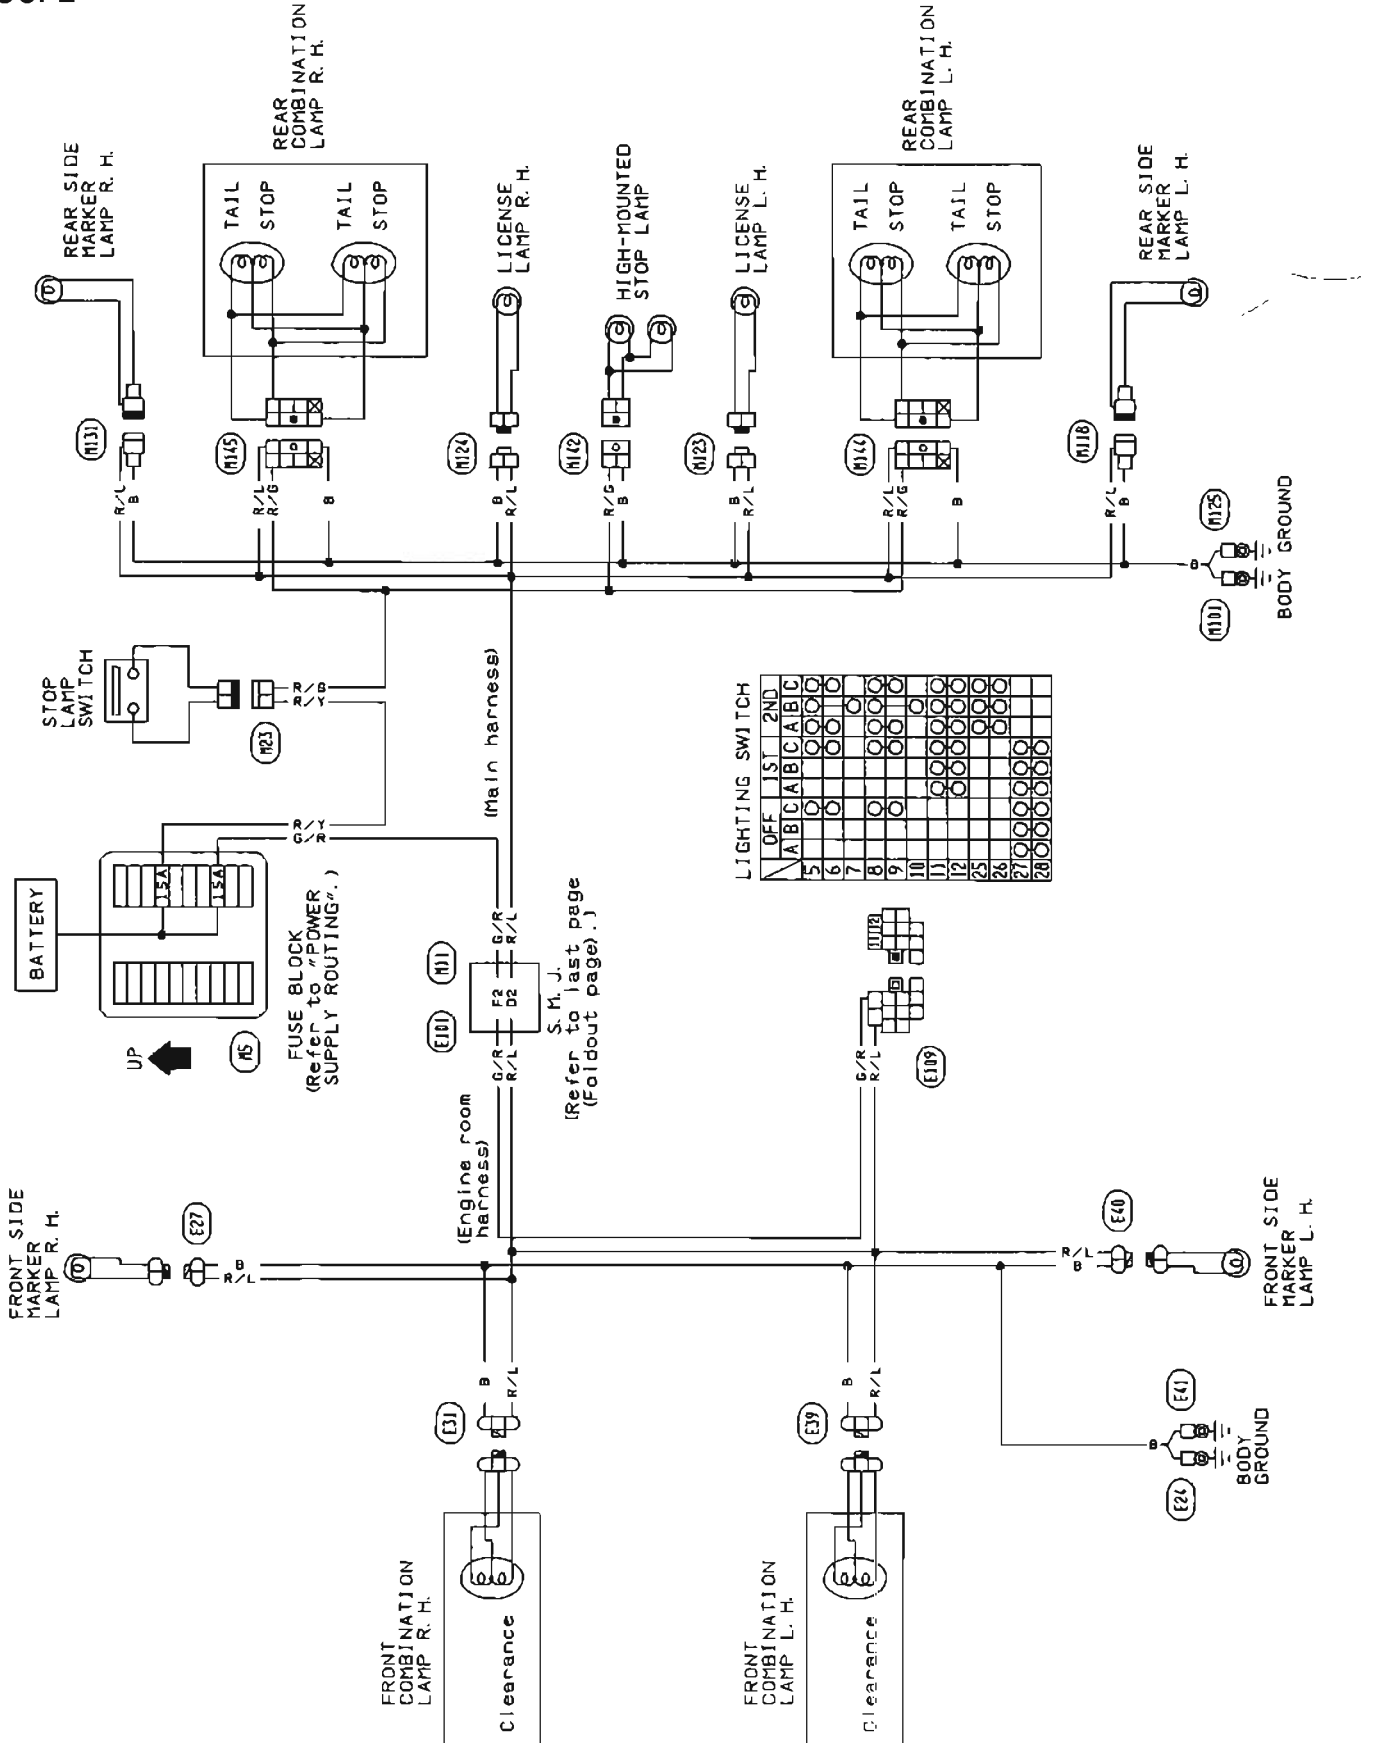 REAR SIDE
MARKER
LAMP R. H.
REAR
COMBINATION
LAMP R. H.
TAIL
STOP
TAIL
STOP
LICENSE
LAMP R. H.
HIGH-MOUNTED
STOP LAMP
LICENSE
LAMP L. H.
REAR
COMBINATION
LAMP L. H.
TAIL
STOP
TAIL
STOP
REAR SIDE
MARKER
LAMP L. H.
M131
M145
M124
M142
M123
M144
M118
R/L
B
R/L
R/G
B
B
R/L
R/G
B
B
R/L
R/L
R/G
B
R/L
B
M125
B
M101
BODY GROUND
STOP
LAMP
SWITCH
R/G
R/Y
M23
(Main harness)
BATTERY
15A
15A
R/Y
G/R
UP
M5
FUSE BLOCK
(Refer to "POWER
SUPPLY ROUTING".)
G/R
R/L
M11
F2
D2
E101
S. M. J.
[Refer to last page
(Foldout page).]
G/R
R/L
LIGHTING SWITCH
OFF 1ST 2ND
A B C A B C A B C
5
6
7
8
9
10
11
12
25
26
27
28
11 12
G/R
R/L
E109
(Engine room
harness)
FRONT SIDE
MARKER
LAMP R. H.
E27
B
R/L
R/L
B
E40
FRONT SIDE
MARKER
LAMP L. H.
B
R/L
E31
B
R/L
E39
B
E41
E24
BODY
GROUND
FRONT
COMBINATION
LAMP R. H.
Clearance
FRONT
COMBINATION
LAMP L. H.
Clearance